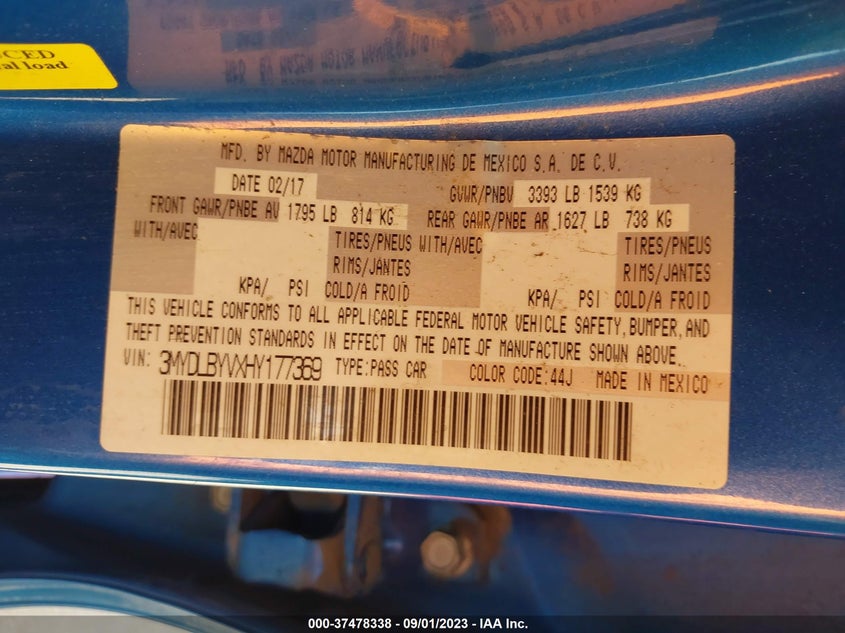 al load
MFD. BY MAZDA MOTOR MANUFACTURING DE MEXICO S.A. DE C.V.
DATE 02/17 GVWR/PNBV 3393 LB 1539 KG
FRONT GAWR/PNBE AV 1795 LB 814 KG REAR GAWR/PNBE AR 1627 LB 738 KG
WITH/AVEC TIRES/PNEUS WITH/AVEC TIRES/PNEUS
RIMS/JANTES RIMS/JANTES
KPA/ PSI COLD/A FROID KPA/ PSI COLD/A FROID
THIS VEHICLE CONFORMS TO ALL APPLICABLE FEDERAL MOTOR VEHICLE SAFETY, BUMPER, AND
THEFT PREVENTION STANDARDS IN EFFECT ON THE DATE OF MANUFACTURE SHOWN ABOVE.
VIN: 3MYDLBYVXHY177369 TYPE:PASS CAR COLOR CODE:44J MADE IN MEXICO
000-37478338 - 09/01/2023 - IAA Inc.